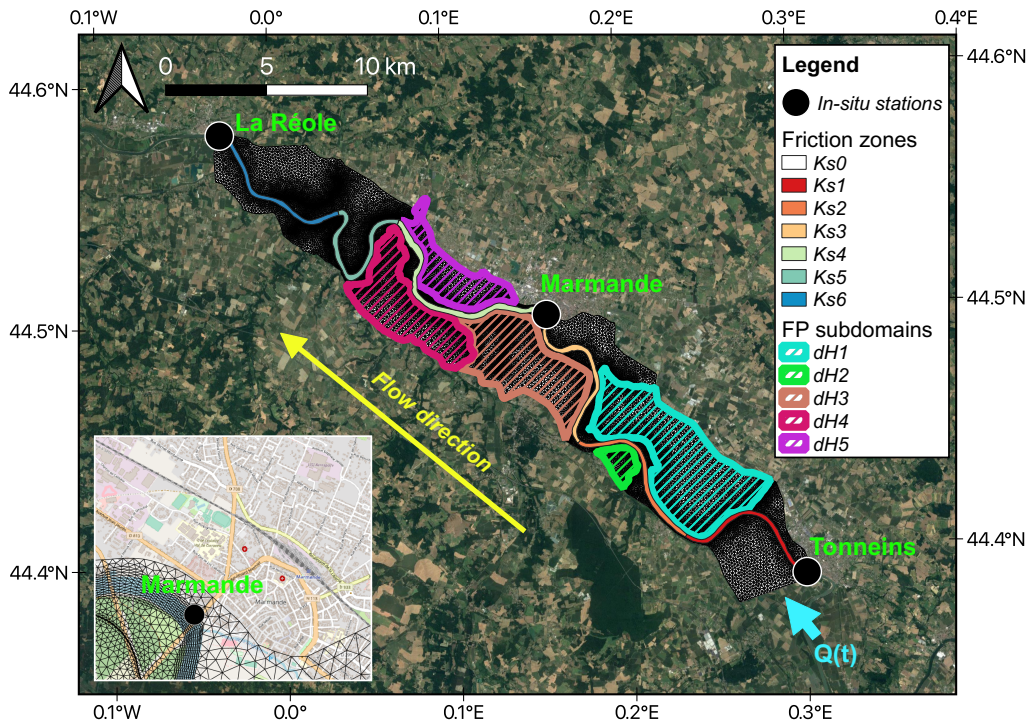 0.1°W 0.0° 0.1°E 0.2°E 0.3°E 0.4°E
44.6°N
44.5°N
44.4°N
44.6°N
44.5°N
44.4°N
0 5 10 km
La Réole
Marmande
Tonneins
Q(t)
Flow direction
Legend
In-situ stations
Friction zones
Ks0
Ks1
Ks2
Ks3
Ks4
Ks5
Ks6
FP subdomains
dH1
dH2
dH3
dH4
dH5
Marmande
Marmande
Marmande
0.1°W 0.0° 0.1°E 0.2°E 0.3°E